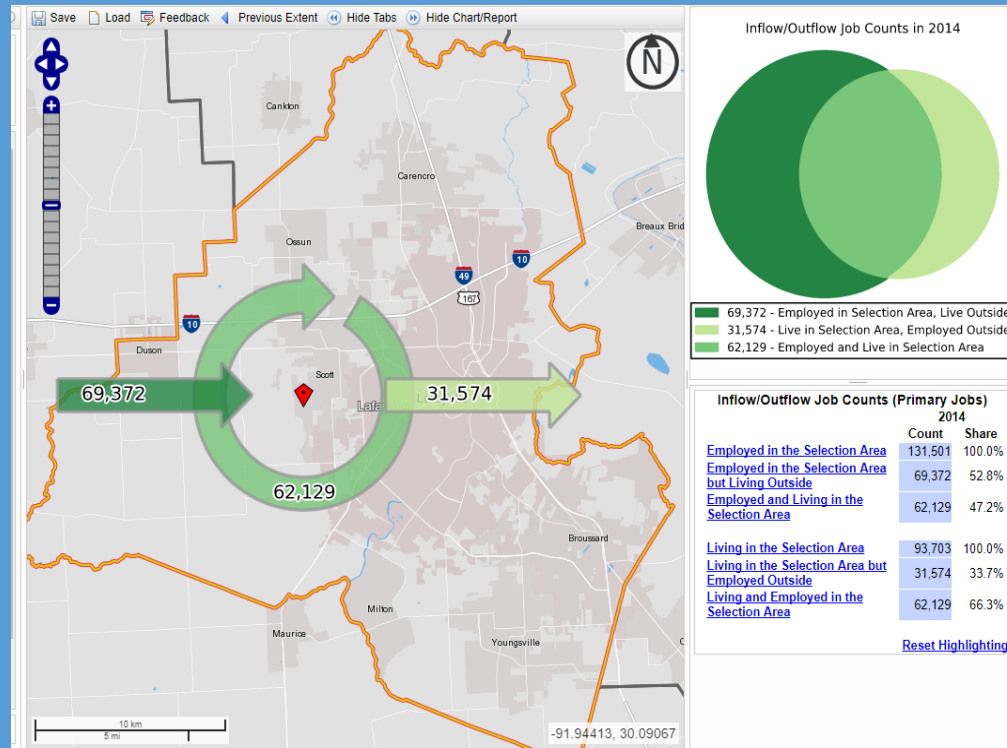 Save Load Feedback Previous Extent Hide Tabs Hide Chart/Report
N
Cankton
Carencro
Breaux Brid
Ossun
10
49
167
10
Duson
Scott
69,372
Lafa
31,574
62,129
Broussard
Milton
Maurice
Youngsville
10 km
5 mi
-91.94413, 30.09067
Inflow/Outflow Job Counts in 2014
69,372 - Employed in Selection Area, Live Outside
31,574 - Live in Selection Area, Employed Outside
62,129 - Employed and Live in Selection Area
Inflow/Outflow Job Counts (Primary Jobs)
2014
Count Share
Employed in the Selection Area 131,501 100.0%
Employed in the Selection Area
but Living Outside 69,372 52.8%
Employed and Living in the
Selection Area 62,129 47.2%
Living in the Selection Area 93,703 100.0%
Living in the Selection Area but
Employed Outside 31,574 33.7%
Living and Employed in the
Selection Area 62,129 66.3%
Reset Highlighting